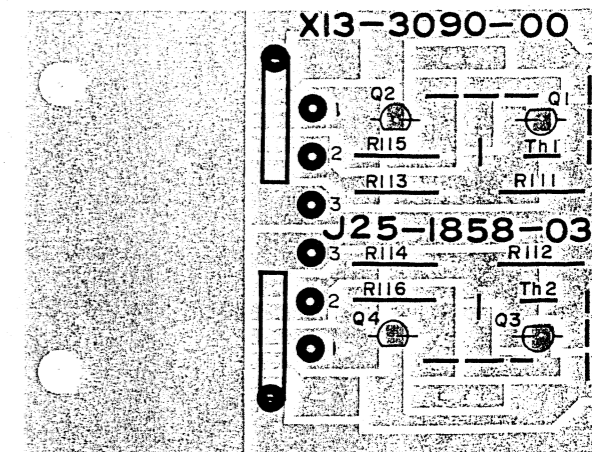 X13-3090-00
Q2
Q1
1
R115
Th1
2
R113
R111
3
J25-1858-03
3
R114
R112
R116
Th2
2
Q4
Q3
1